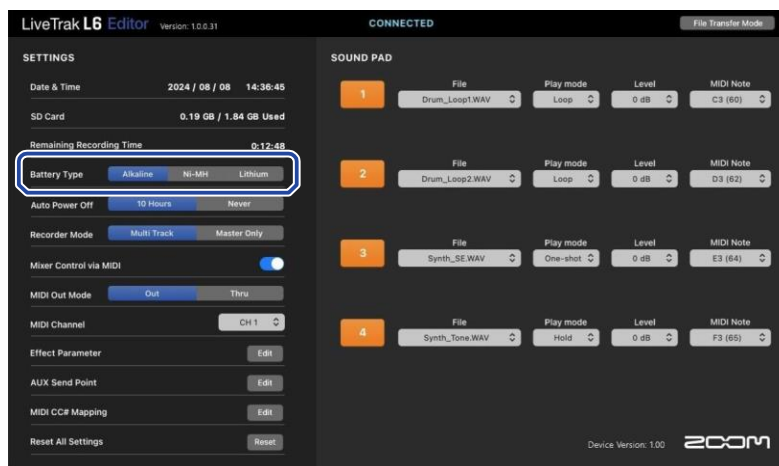 LiveTrak L6 Editor Version: 1.0.0.31 CONNECTED File Transfer Mode
SETTINGS
Date & Time 2024 / 08 / 08 14:36:45
SD Card 0.19 GB / 1.84 GB Used
Remaining Recording Time 0:12:48
Battery Type Alkaline Ni-MH Lithium
Auto Power Off 10 Hours Never
Recorder Mode Multi Track Master Only
Mixer Control via MIDI
MIDI Out Mode Out Thru
MIDI Channel CH 1
Effect Parameter Edit
AUX Send Point Edit
MIDI CC# Mapping Edit
Reset All Settings Reset
SOUND PAD
File Play mode Level MIDI Note
1 Drum_Loop1.WAV Loop 0 dB C3 (60)
File Play mode Level MIDI Note
2 Drum_Loop2.WAV Loop 0 dB D3 (62)
File Play mode Level MIDI Note
3 Synth_SE.WAV One-shot 0 dB E3 (64)
File Play mode Level MIDI Note
4 Synth_Tone.WAV Hold 0 dB F3 (65)
Device Version: 1.00 ZOOM